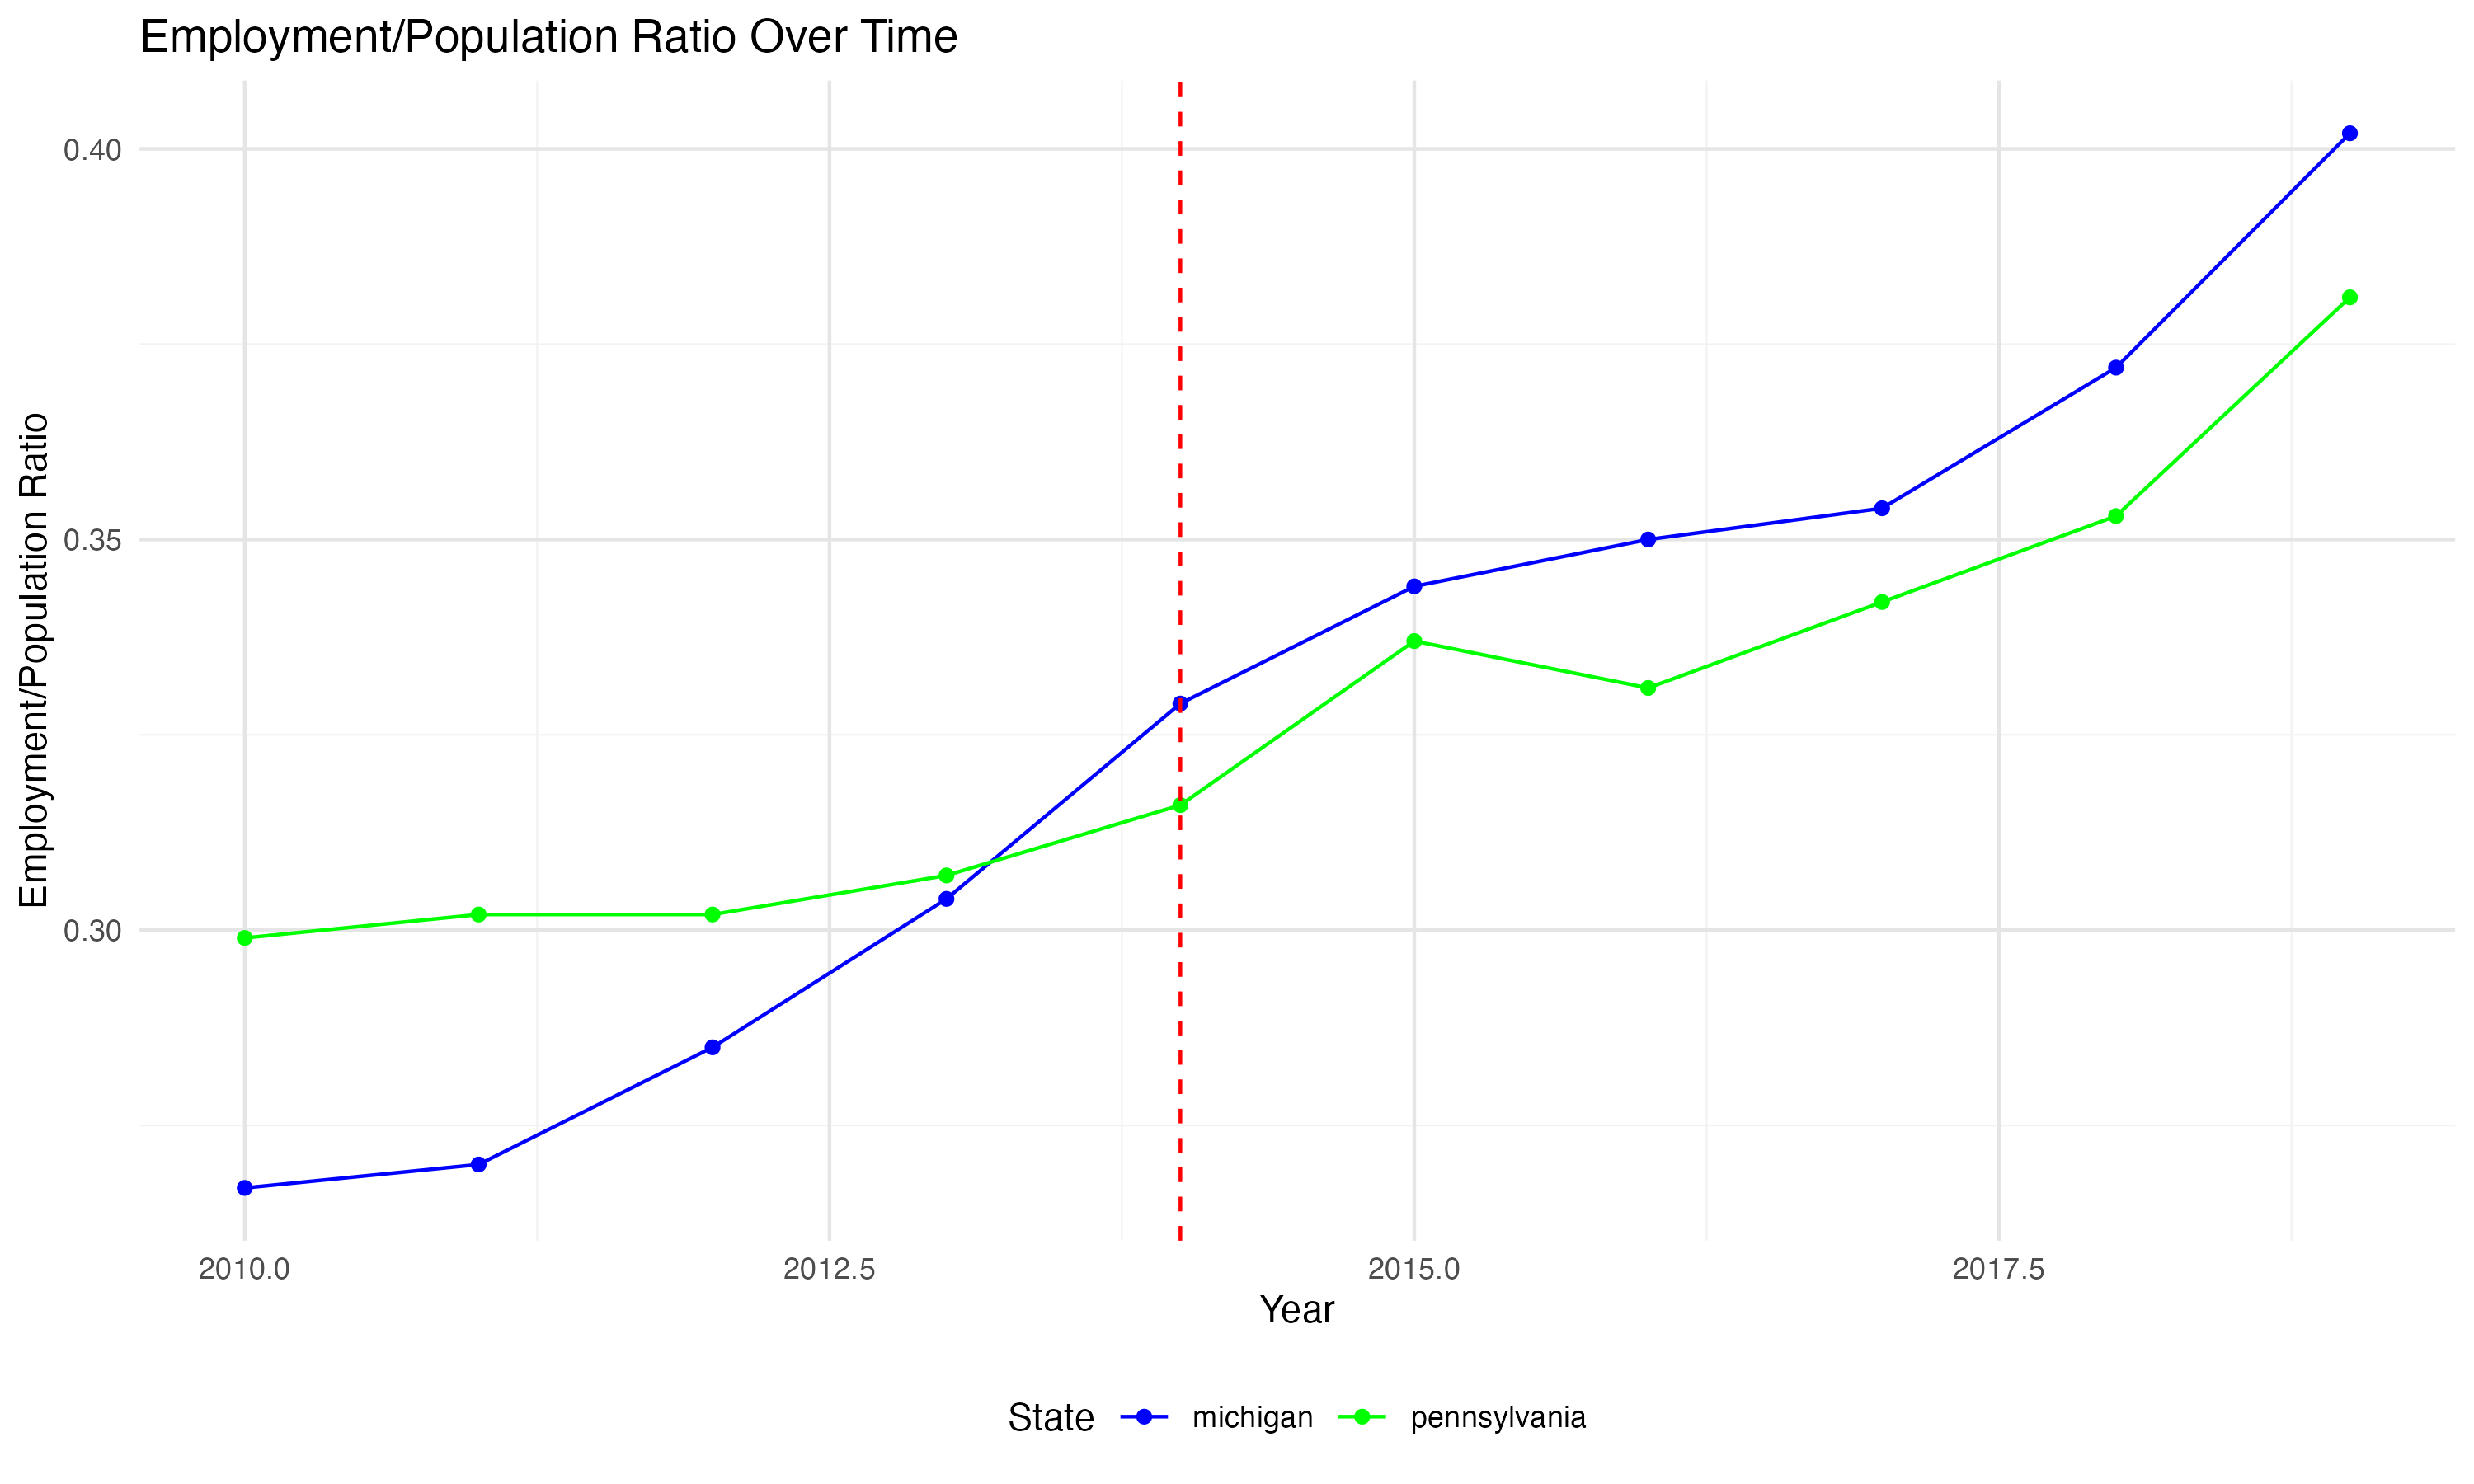 Employment/Population Ratio Over Time
Employment/Population Ratio
0.40
0.35
0.30
2010.0 2012.5 2015.0 2017.5
Year
State michigan pennsylvania